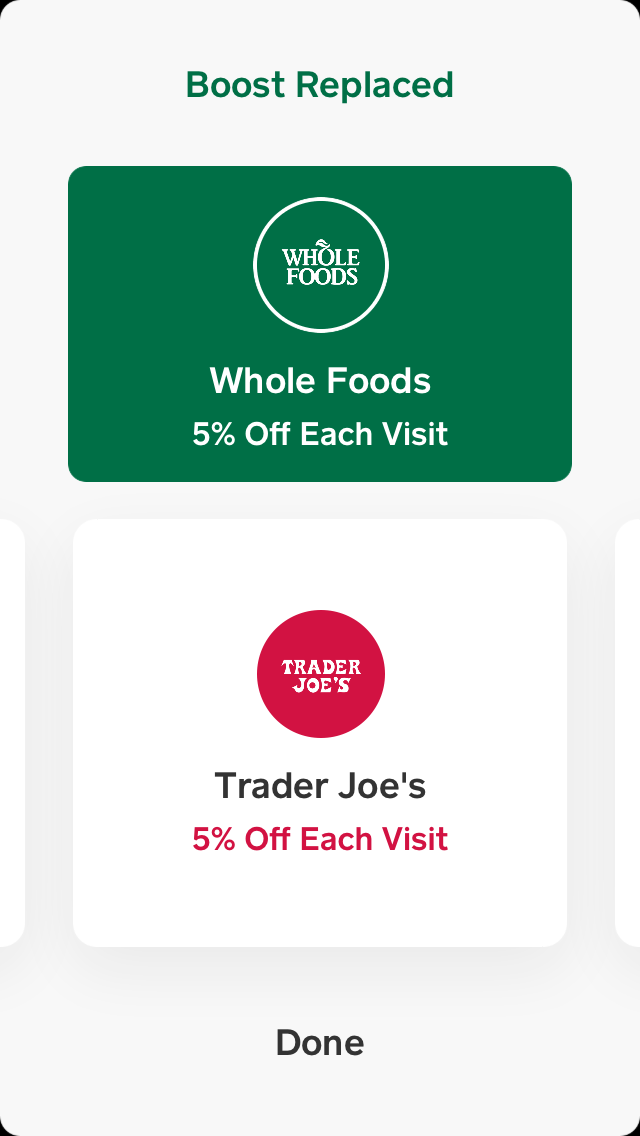 Boost Replaced
WHOLE
FOODS
Whole Foods
5% Off Each Visit
TRADER
JOE'S
Trader Joe's
5% Off Each Visit
Done